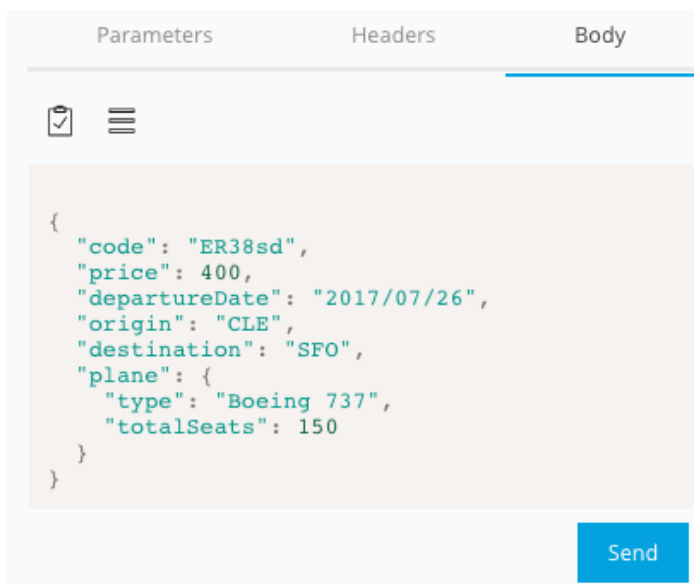 Parameters Headers Body
{
  "code": "ER38sd",
  "price": 400,
  "departureDate": "2017/07/26",
  "origin": "CLE",
  "destination": "SFO",
  "plane": {
    "type": "Boeing 737",
    "totalSeats": 150
  }
}
Send